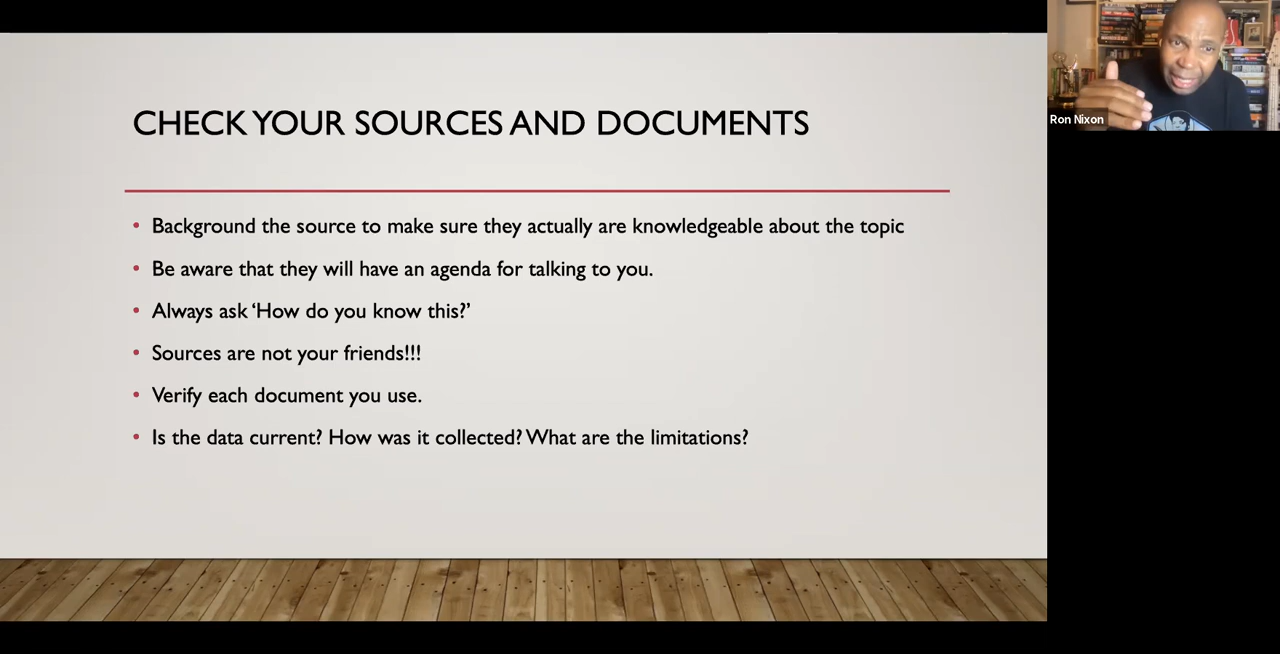 CHECK YOUR SOURCES AND DOCUMENTS
Background the source to make sure they actually are knowledgeable about the topic
Be aware that they will have an agenda for talking to you.
Always ask ‘How do you know this?’
Sources are not your friends!!!
Verify each document you use.
Is the data current? How was it collected? What are the limitations?
Ron Nixon